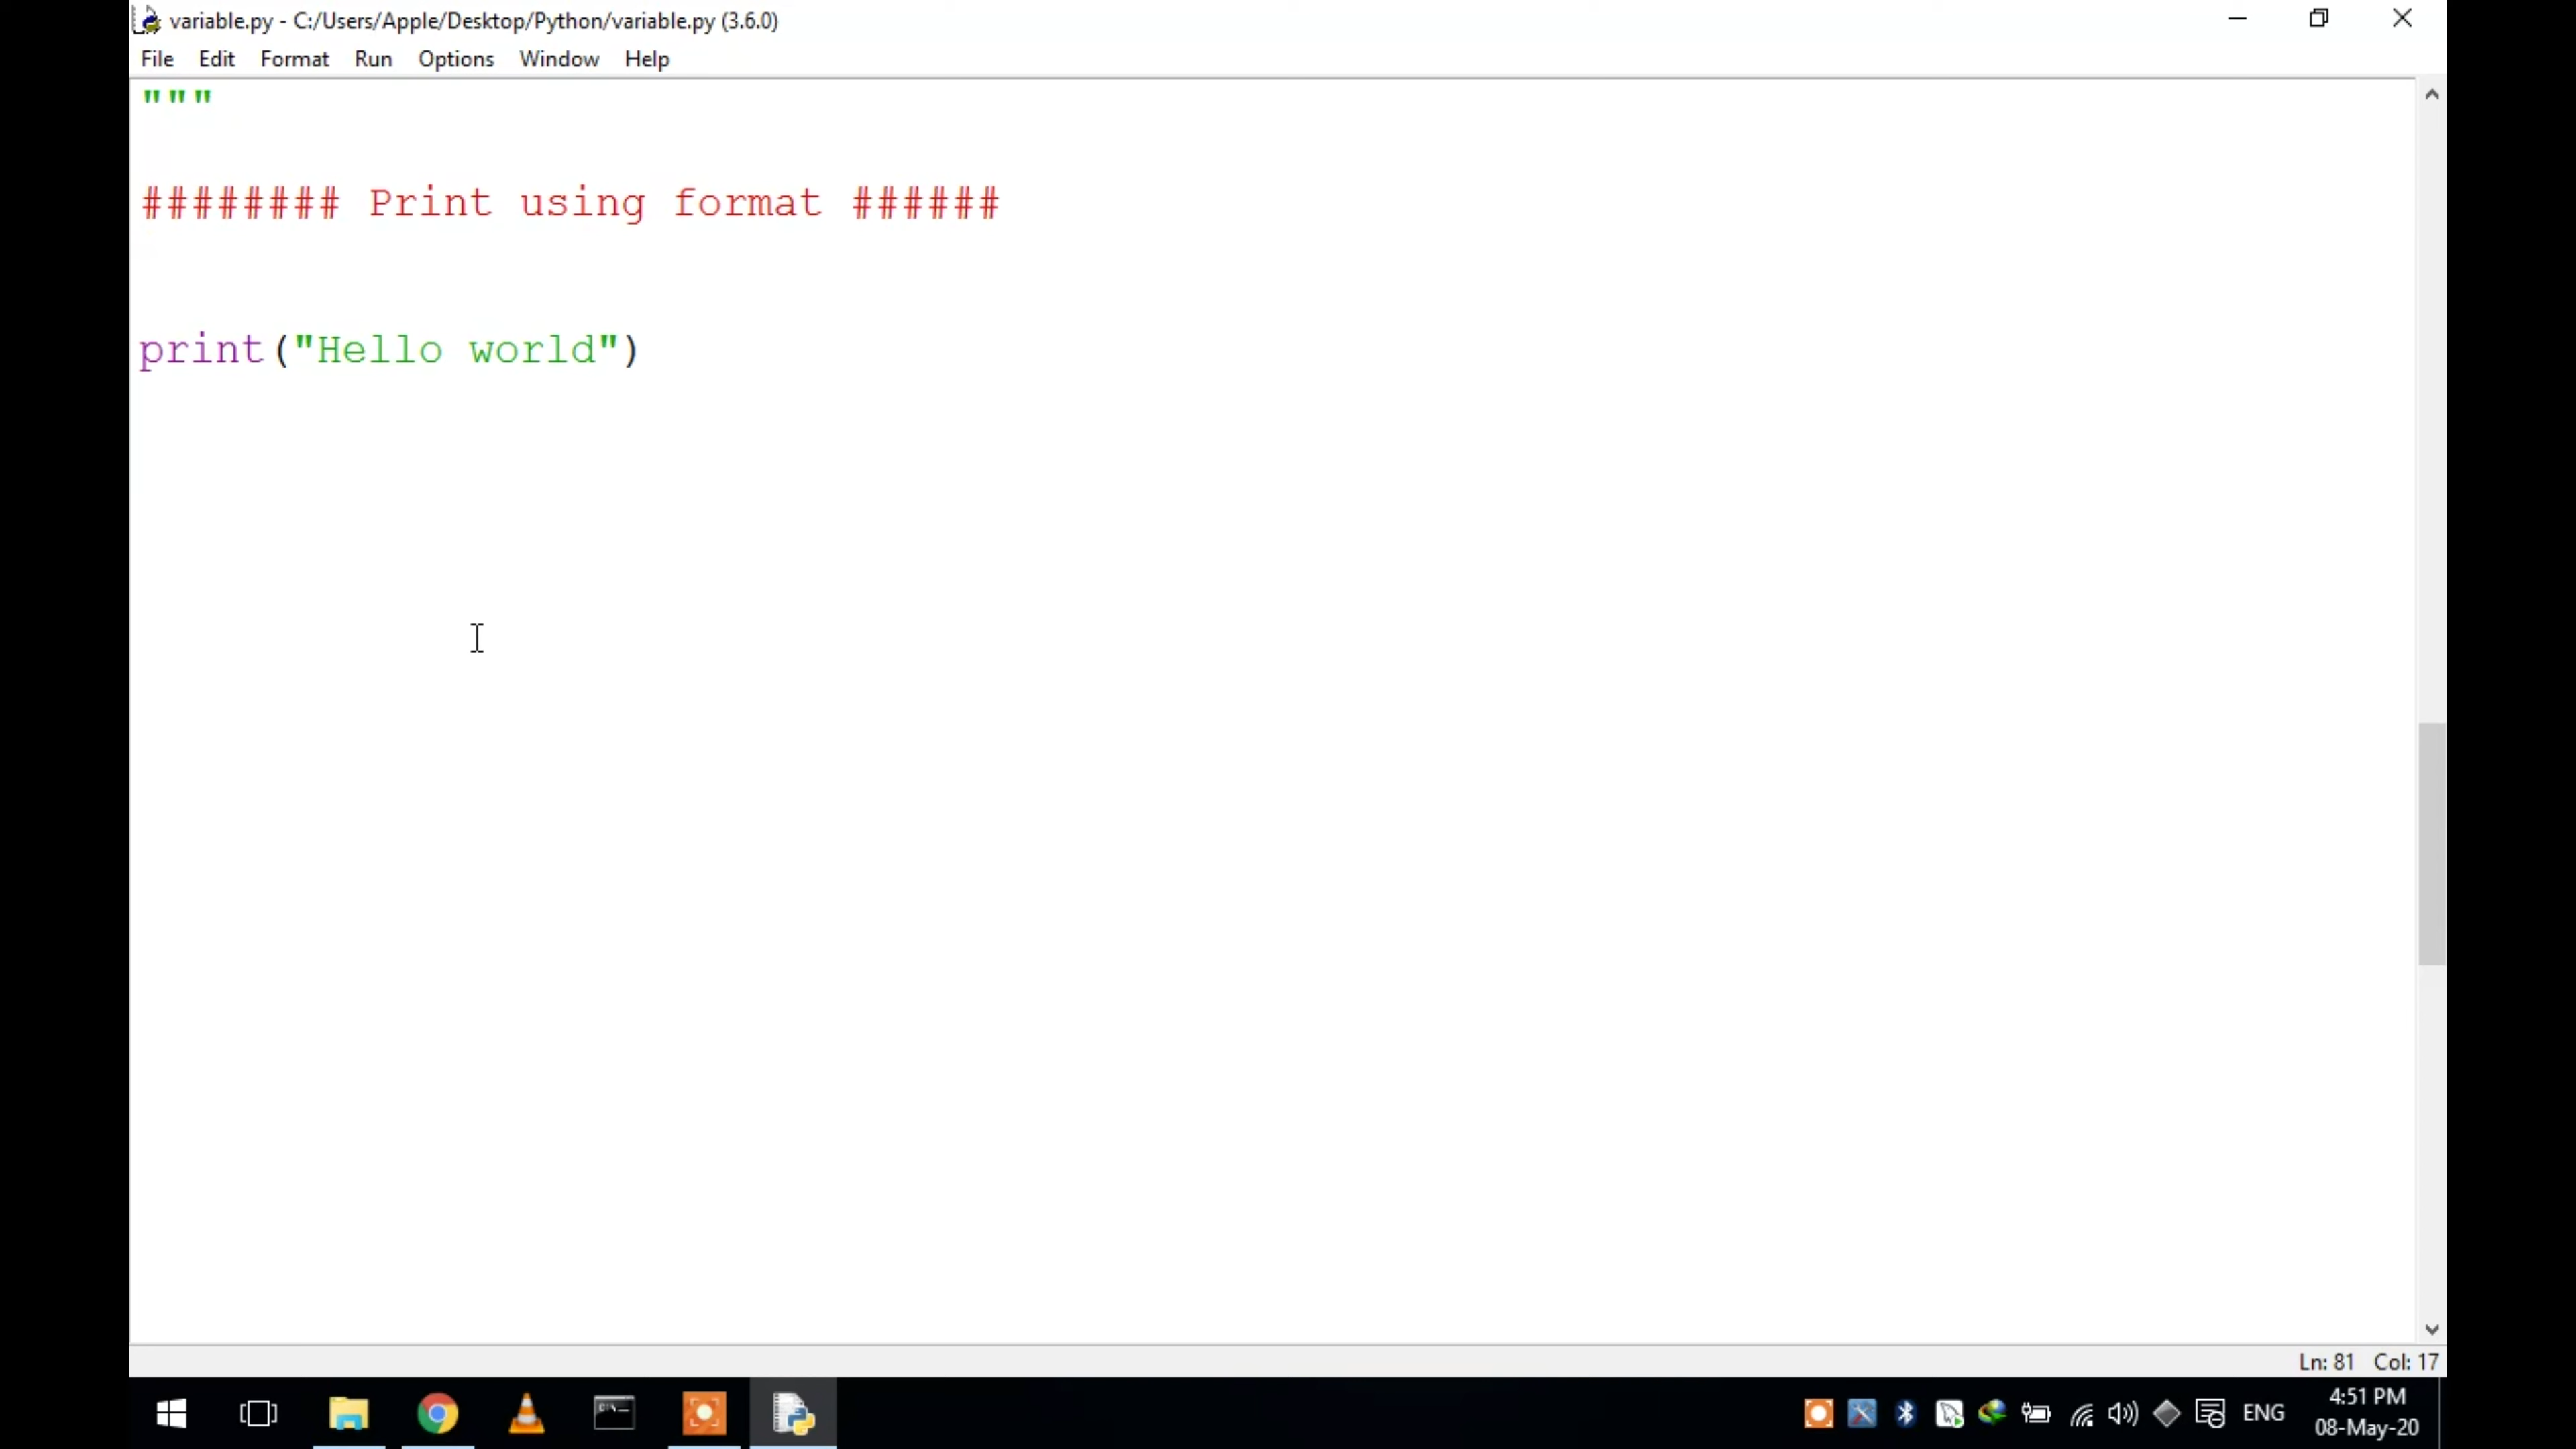 variable.py - C:/Users/Apple/Desktop/Python/variable.py (3.6.0)
File Edit Format Run Options Window Help
"""
######## Print using format ######
print("Hello world")
Ln: 81 Col: 17
ENG
4:51 PM
08-May-20